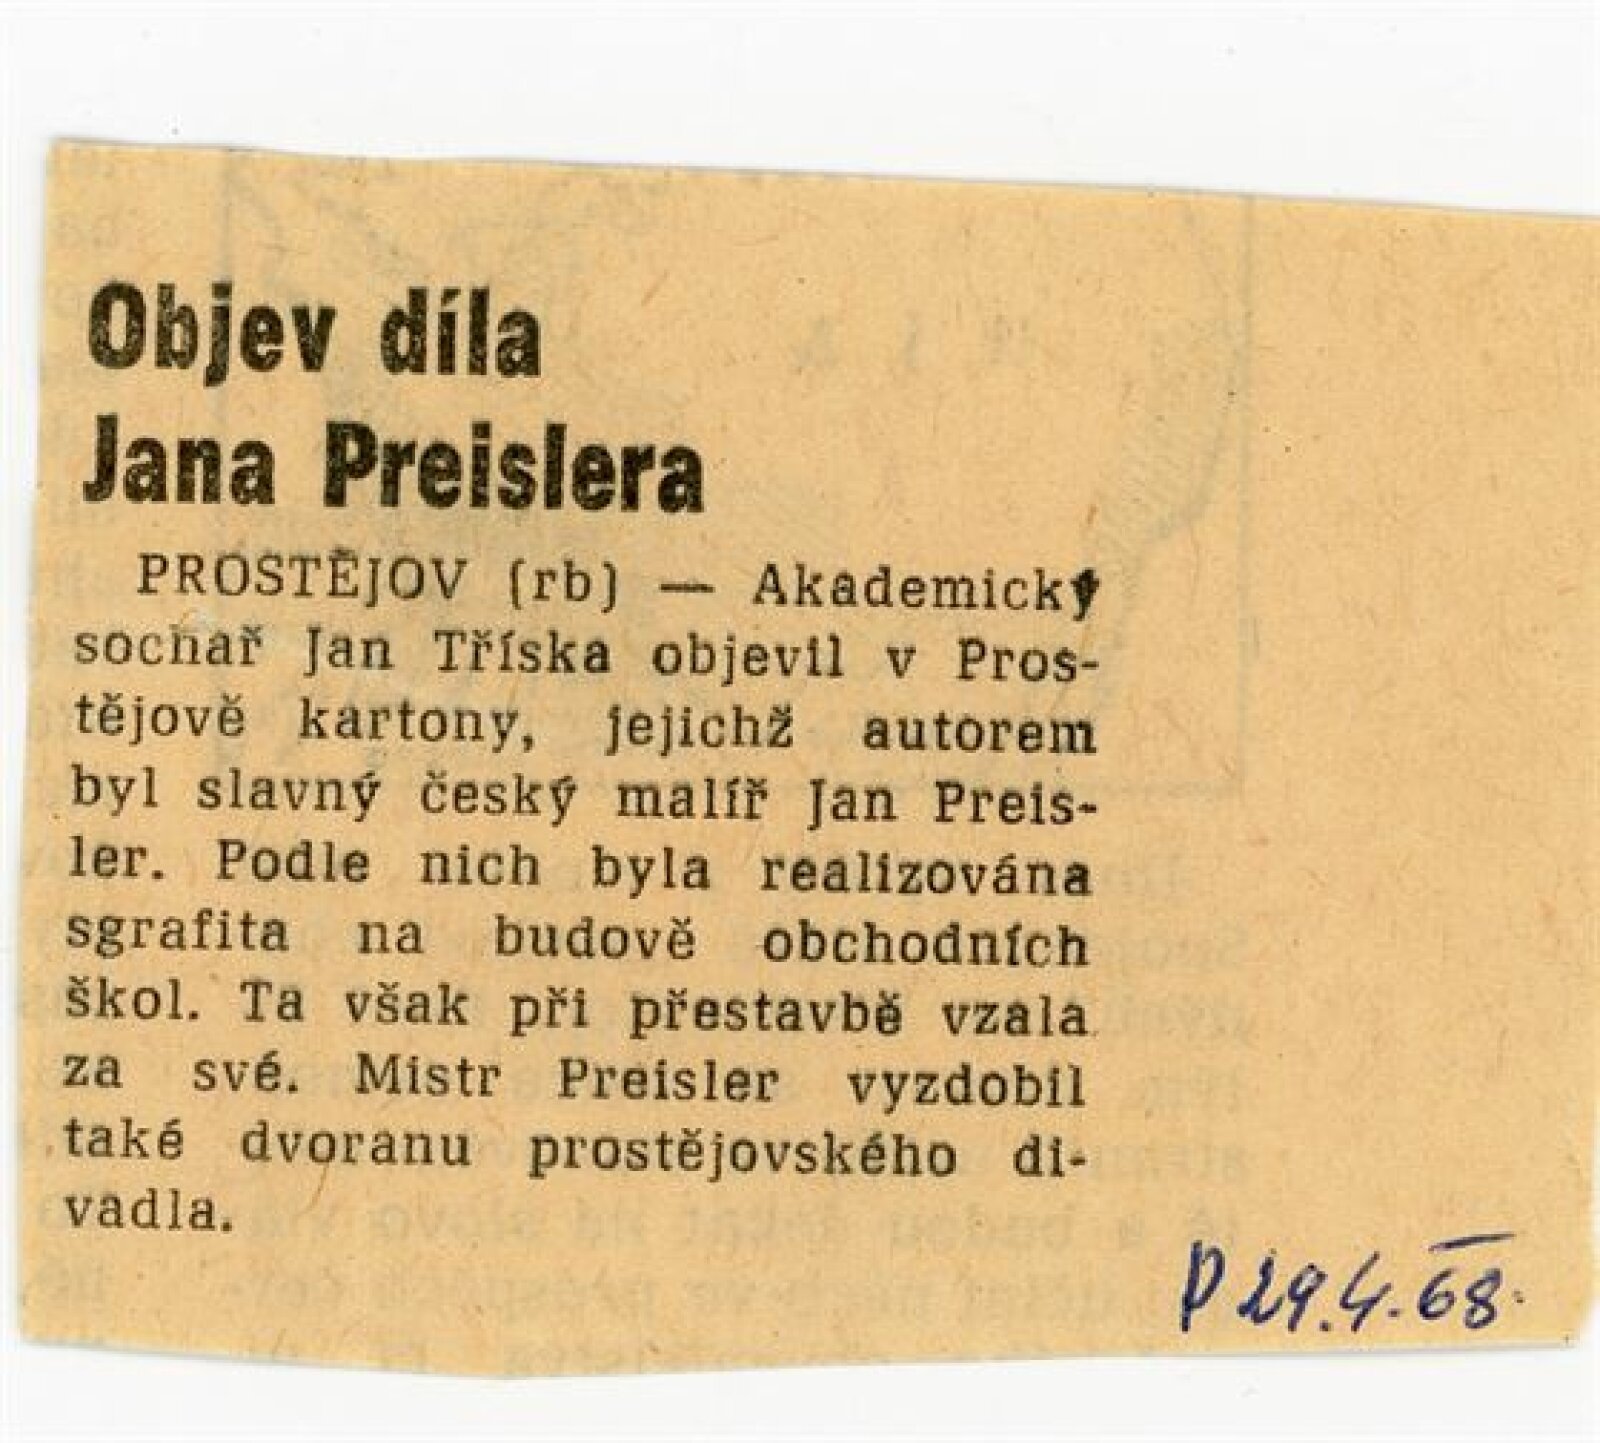 Objev díla
Jana Preislera
PROSTĚJOV (rb) — Akademický
sochař Jan Tříska objevil v Pros-
tějově kartony, jejichž autorem
byl slavný český malíř Jan Preis-
ler. Podle nich byla realizována
sgrafita na budově obchodních
škol. Ta však při přestavbě vzala
za své. Mistr Preisler vyzdobil
také dvoranu prostějovského di-
vadla.
P 29.4.68.